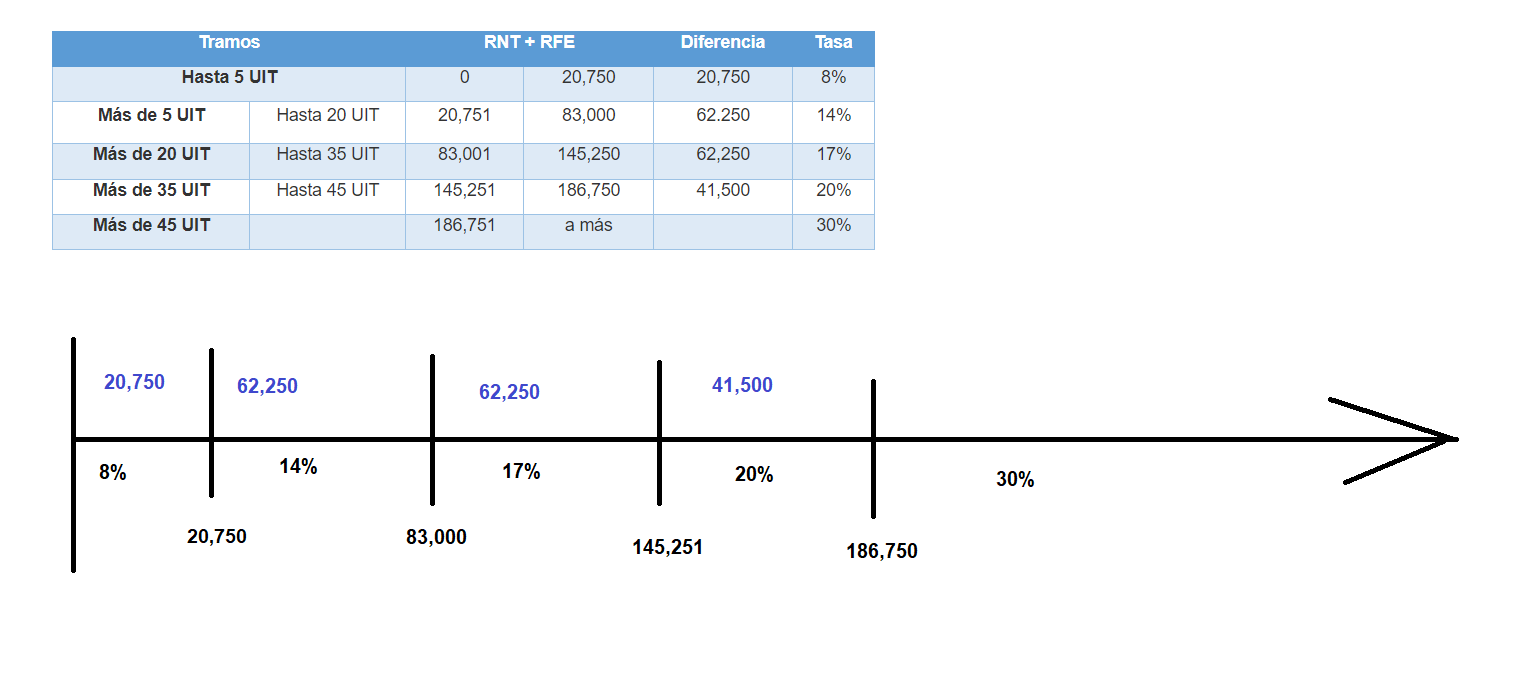 Tramos RNT + RFE Diferencia Tasa
Hasta 5 UIT 0 20,750 20,750 8%
Más de 5 UIT Hasta 20 UIT 20,751 83,000 62.250 14%
Más de 20 UIT Hasta 35 UIT 83,001 145,250 62,250 17%
Más de 35 UIT Hasta 45 UIT 145,251 186,750 41,500 20%
Más de 45 UIT 186,751 a más 30%
20,750 62,250 62,250 41,500
8% 14% 17% 20% 30%
20,750 83,000 145,251 186,750